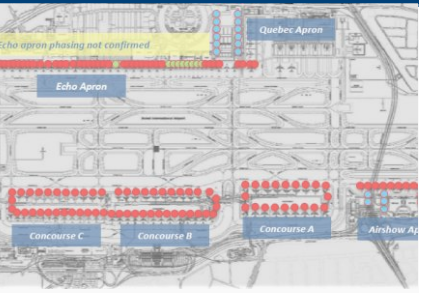 Quebec Apron
Echo apron phasing not confirmed
Echo Apron
Concourse C
Concourse B
Concourse A
Airshow Ap